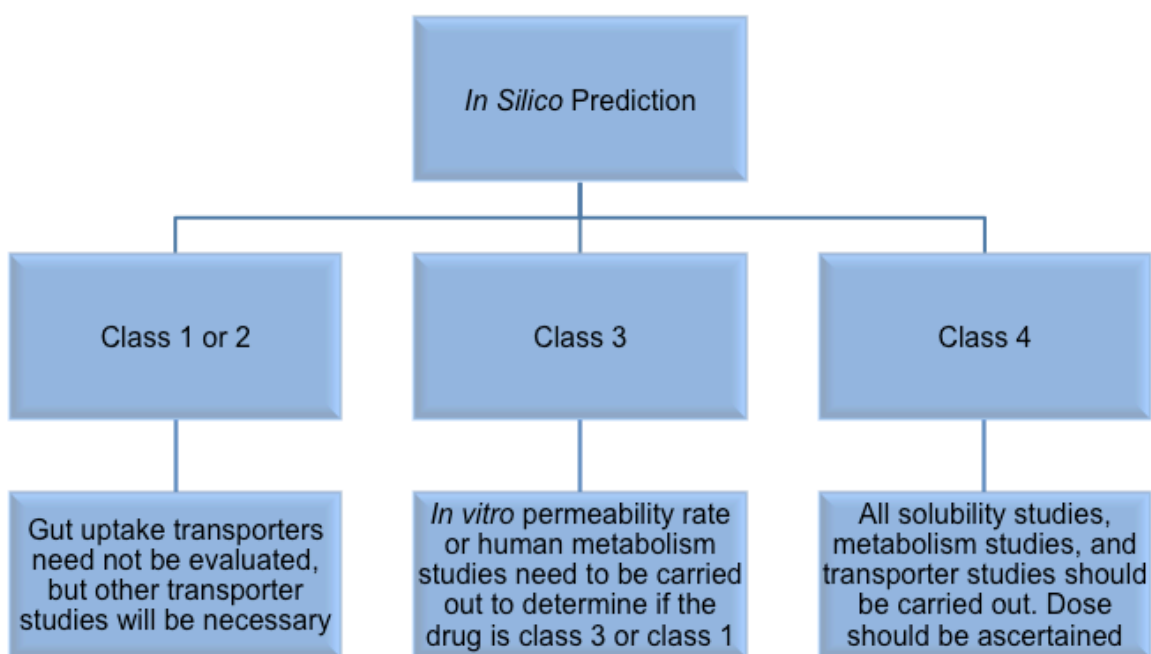 In Silico Prediction
Class 1 or 2
Class 3
Class 4
Gut uptake transporters
need not be evaluated,
but other transporter
studies will be necessary
In vitro permeability rate
or human metabolism
studies need to be carried
out to determine if the
drug is class 3 or class 1
All solubility studies,
metabolism studies, and
transporter studies should
be carried out. Dose
should be ascertained